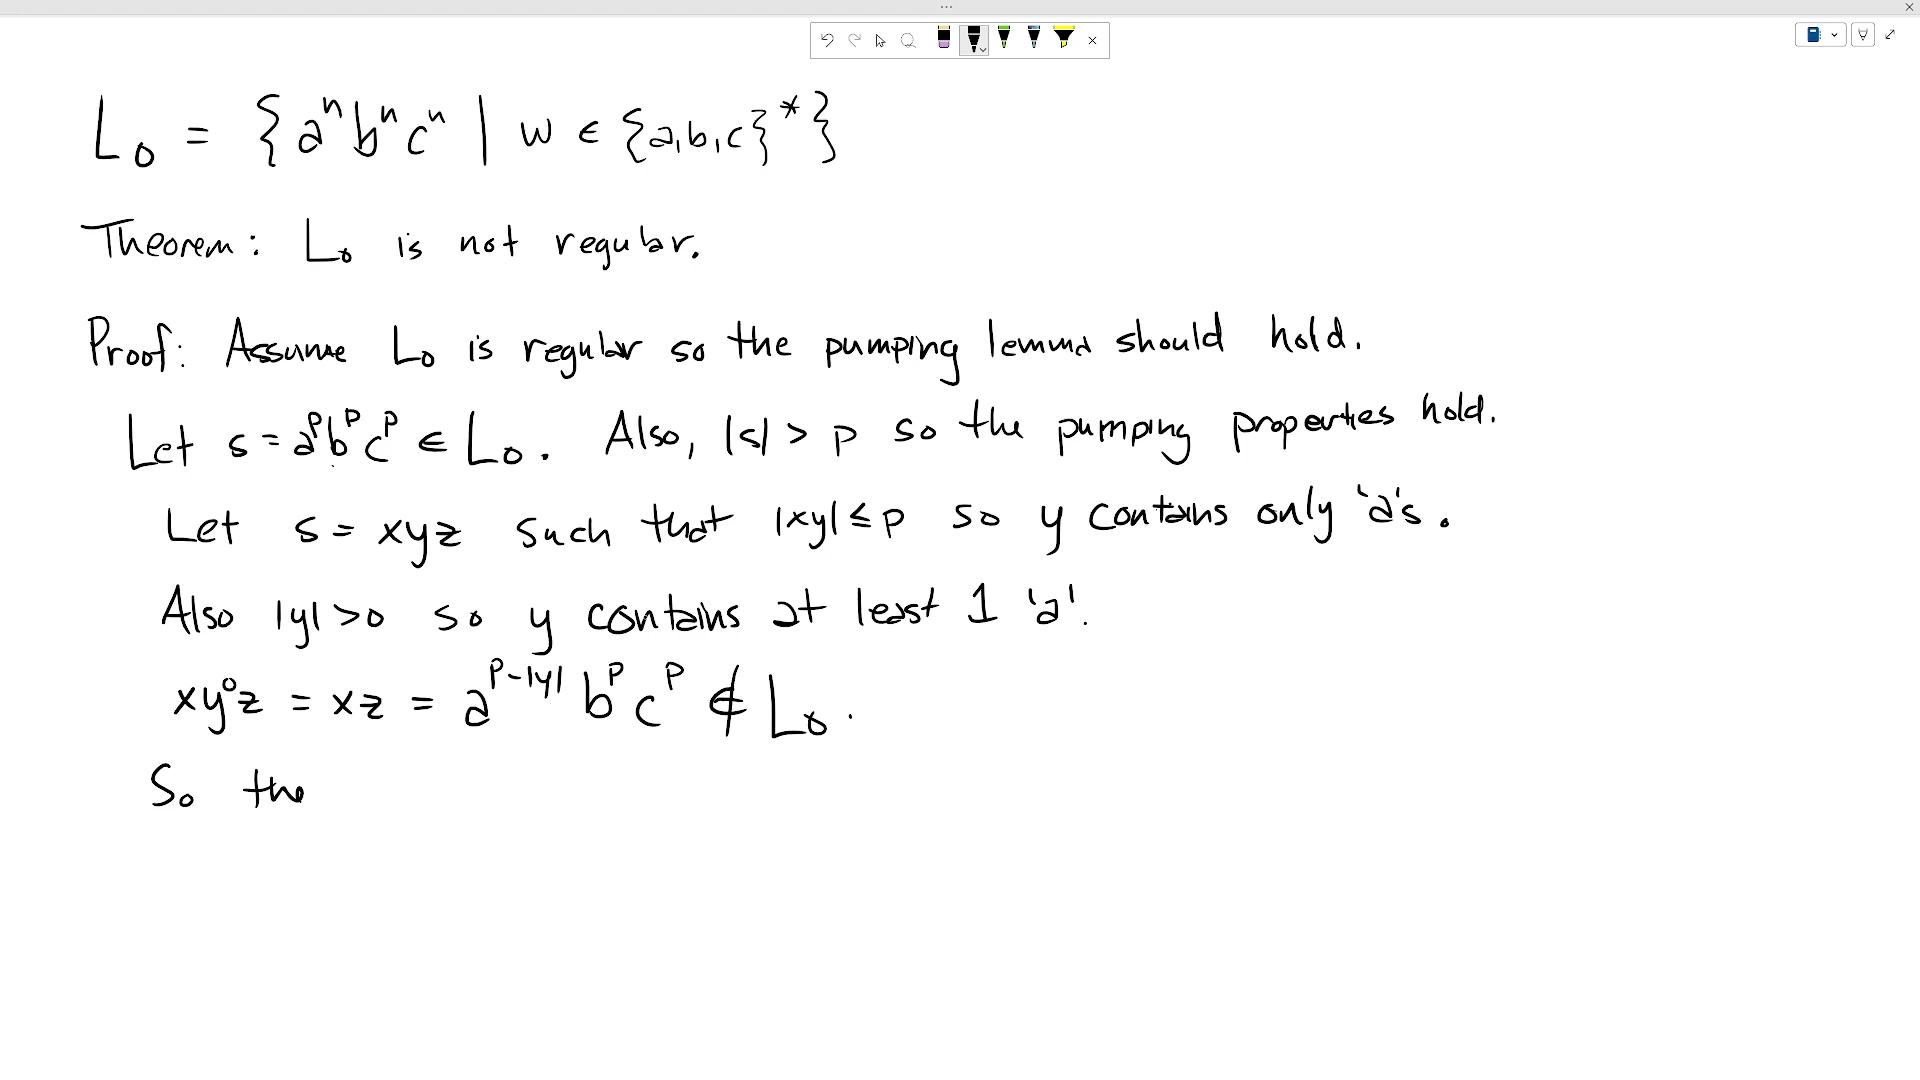 L₀ = {aⁿbⁿcⁿ | w ∈ {a,b,c}*}
Theorem: L₀ is not regular.
Proof: Assume L₀ is regular so the pumping lemma should hold.
Let s = aᵖbᵖcᵖ ∈ L₀. Also, |s| > p so the pumping properties hold.
Let s = xyz such that |xy| ≤ p so y contains only 'a's.
Also |y| > 0 so y contains at least 1 'a'.
xy⁰z = xz = a^(p-|y|) bᵖ cᵖ ∉ L₀.
So the